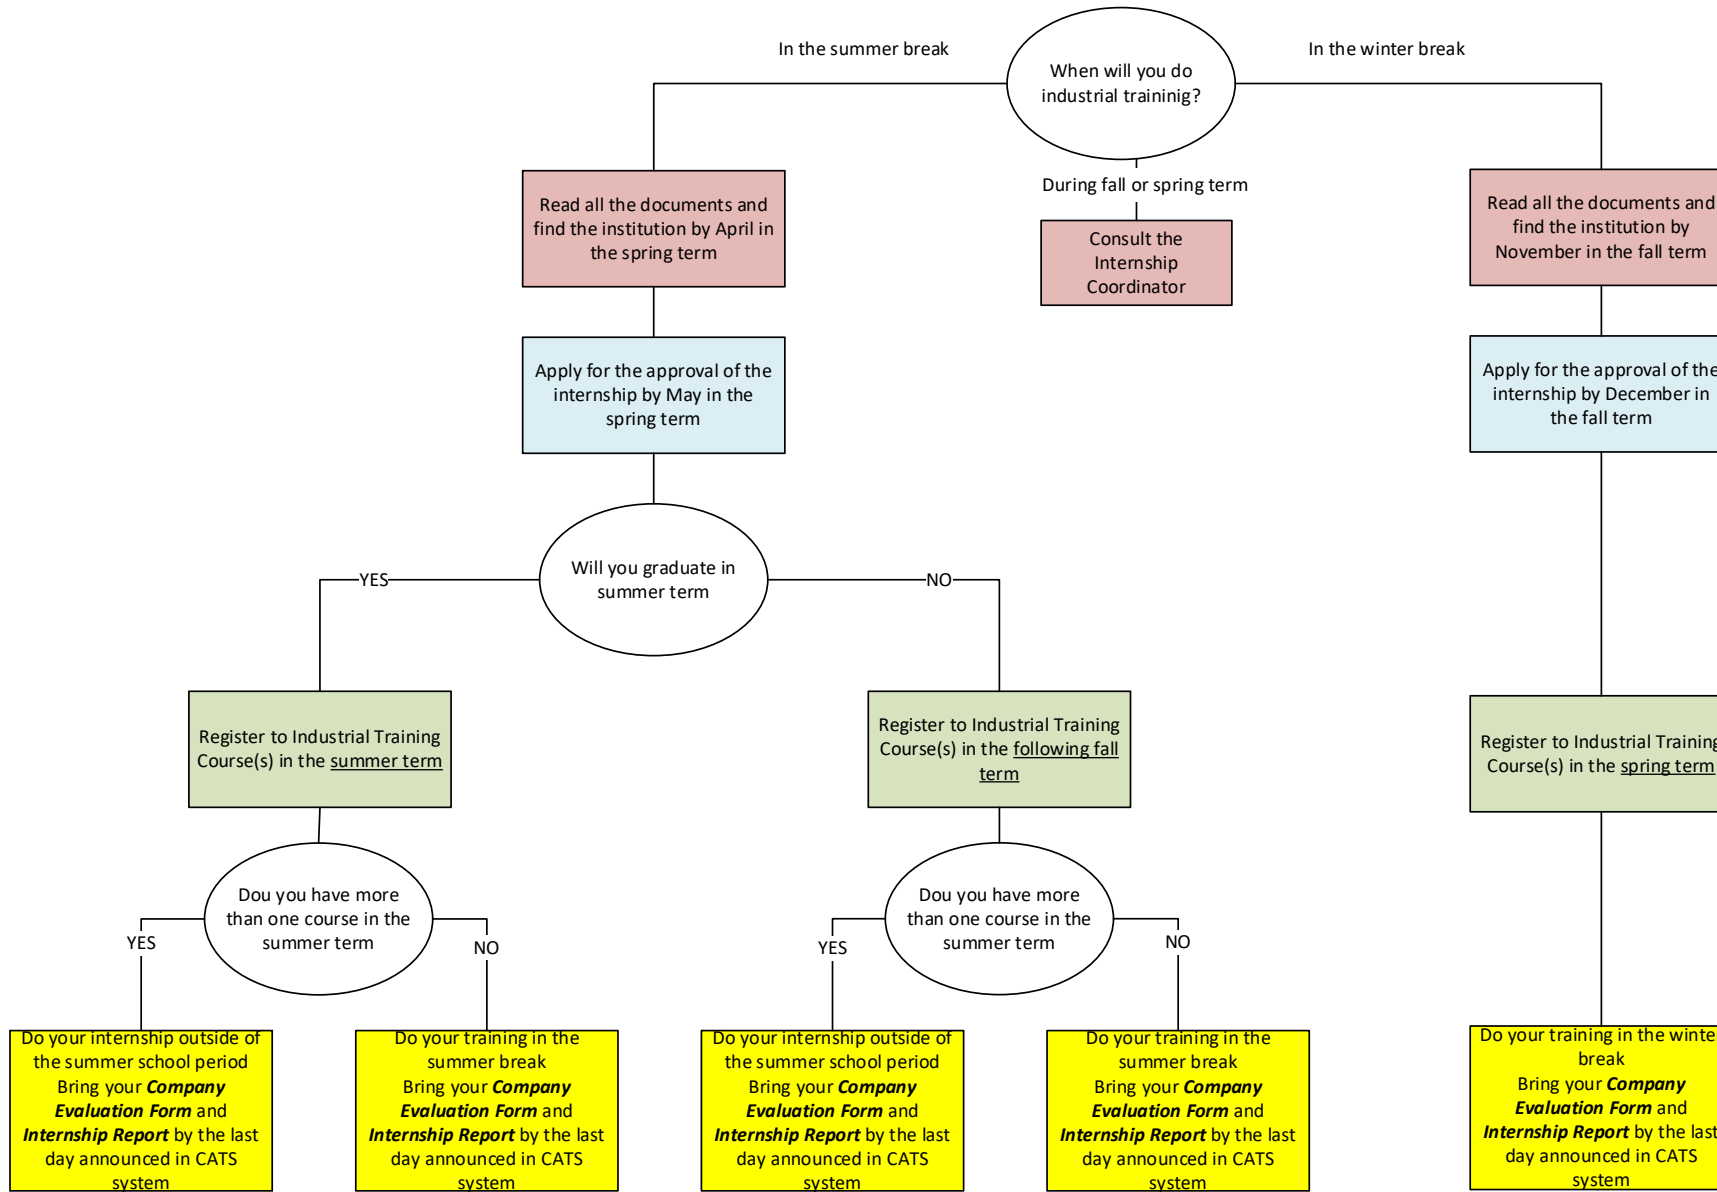 In the summer break
When will you do
industrial traininig?
In the winter break
During fall or spring term
Read all the documents and
find the institution by April in
the spring term
Consult the
Internship
Coordinator
Read all the documents and
find the institution by
November in the fall term
Apply for the approval of the
internship by May in the
spring term
Apply for the approval of the
internship by December in
the fall term
Will you graduate in
summer term
YES
NO
Register to Industrial Training
Course(s) in the summer term
Register to Industrial Training
Course(s) in the following fall
term
Register to Industrial Training
Course(s) in the spring term
Dou you have more
than one course in the
summer term
YES
NO
Dou you have more
than one course in the
summer term
YES
NO
Do your internship outside of
the summer school period
Bring your Company
Evaluation Form and
Internship Report by the last
day announced in CATS
system
Do your training in the
summer break
Bring your Company
Evaluation Form and
Internship Report by the last
day announced in CATS
system
Do your internship outside of
the summer school period
Bring your Company
Evaluation Form and
Internship Report by the last
day announced in CATS
system
Do your training in the
summer break
Bring your Company
Evaluation Form and
Internship Report by the last
day announced in CATS
system
Do your training in the winter
break
Bring your Company
Evaluation Form and
Internship Report by the last
day announced in CATS
system